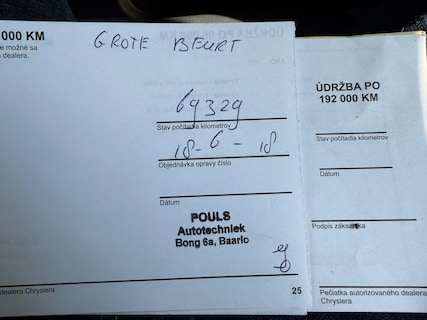 000 KM
GROTE BEURT
e možné sa
dealera.
69329
Stav počítadla kilometrov
18-6-18
Objednávka opravy číslo
Dátum
POULS
Autotechniek
Bong 6a, Baarlo
dealera Chryslera
25
ÚDRŽBA PO
192 000 KM
Stav počítadla kilometrov
Dátum
Podpis zákazníka
Pečiatka autorizovaného dealera
Chryslera